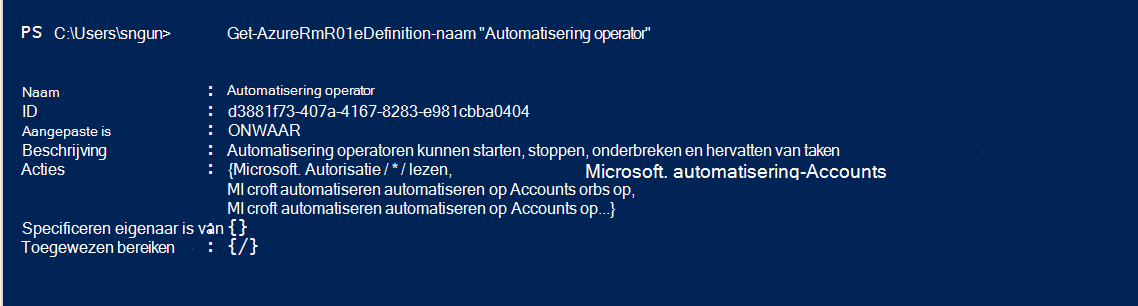 PS C:\Users\sngun> Get-AzureRmR01eDefinition-naam "Automatisering operator"
Naam : Automatisering operator
ID : d3881f73-407a-4167-8283-e981cbba0404
Aangepaste is : ONWAAR
Beschrijving : Automatisering operatoren kunnen starten, stoppen, onderbreken en hervatten van taken
Acties : {Microsoft. Autorisatie / * / lezen, Microsoft. automatisering-Accounts
MI croft automatiseren automatiseren op Accounts orbs op,
MI croft automatiseren automatiseren op Accounts op...}
Specificeren eigenaar is van : {}
Toegewezen bereiken : {/}